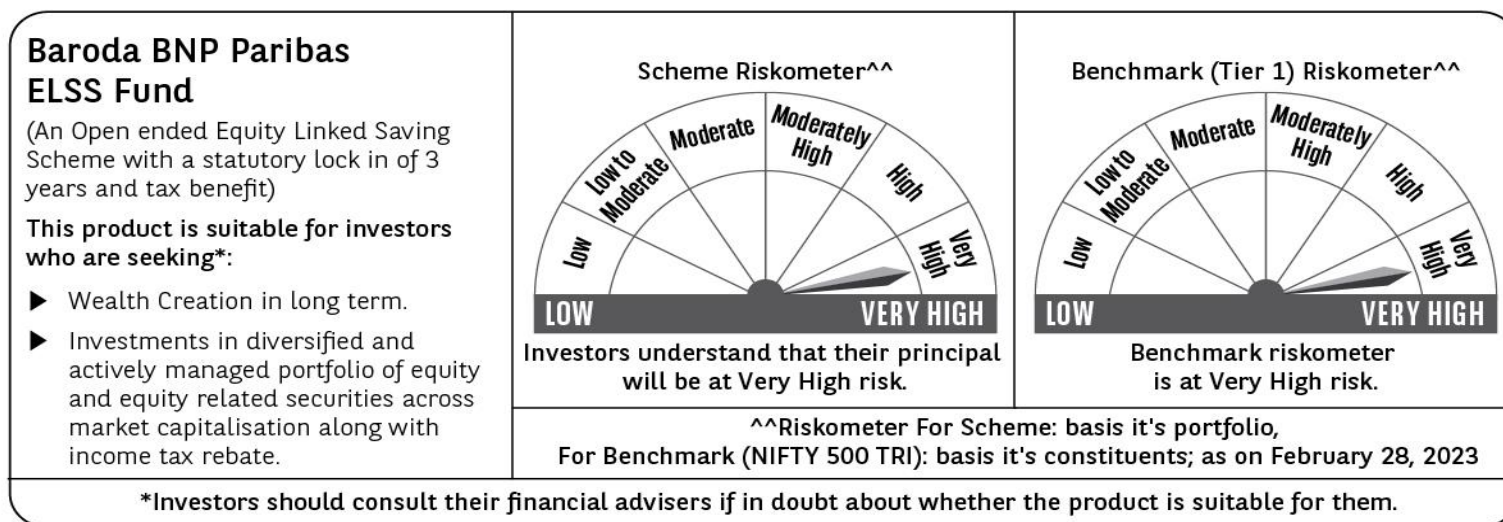 Baroda BNP Paribas
ELSS Fund
(An Open ended Equity Linked Saving
Scheme with a statutory lock in of 3
years and tax benefit)
This product is suitable for investors
who are seeking*:
▶ Wealth Creation in long term.
▶ Investments in diversified and
actively managed portfolio of equity
and equity related securities across
market capitalisation along with
income tax rebate.
Scheme Riskometer^^
Low
Low to
Moderate
Moderate
Moderately
High
High
Very
High
LOW
VERY HIGH
Investors understand that their principal
will be at Very High risk.
Benchmark (Tier 1) Riskometer^^
Low
Low to
Moderate
Moderate
Moderately
High
High
Very
High
LOW
VERY HIGH
Benchmark riskometer
is at Very High risk.
^^Riskometer For Scheme: basis it's portfolio,
For Benchmark (NIFTY 500 TRI): basis it's constituents; as on February 28, 2023
*Investors should consult their financial advisers if in doubt about whether the product is suitable for them.